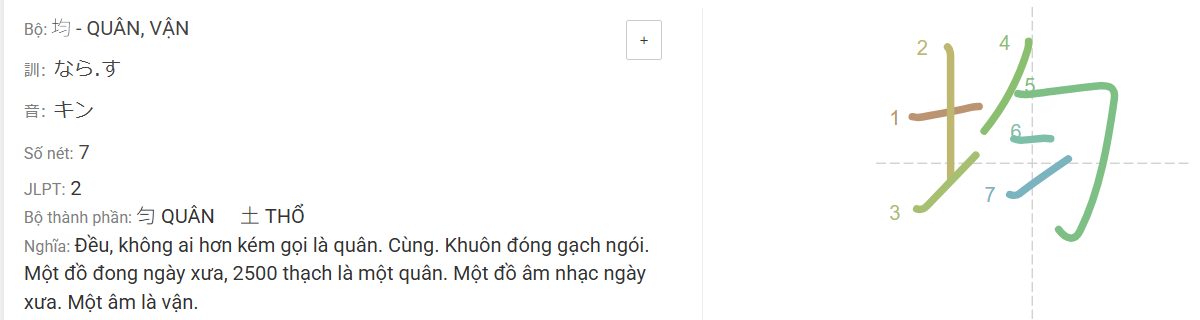 Bộ: 均 - QUÂN, VẬN
+
訓: なら.す
音: キン
Số nét: 7
JLPT: 2
Bộ thành phần: 匀 QUÂN 土 THỔ
Nghĩa: Đều, không ai hơn kém gọi là quân. Cùng. Khuôn đóng gạch ngói.
Một đồ đong ngày xưa, 2500 thạch là một quân. Một đồ âm nhạc ngày
xưa. Một âm là vận.
均
1
2
3
4
5
6
7